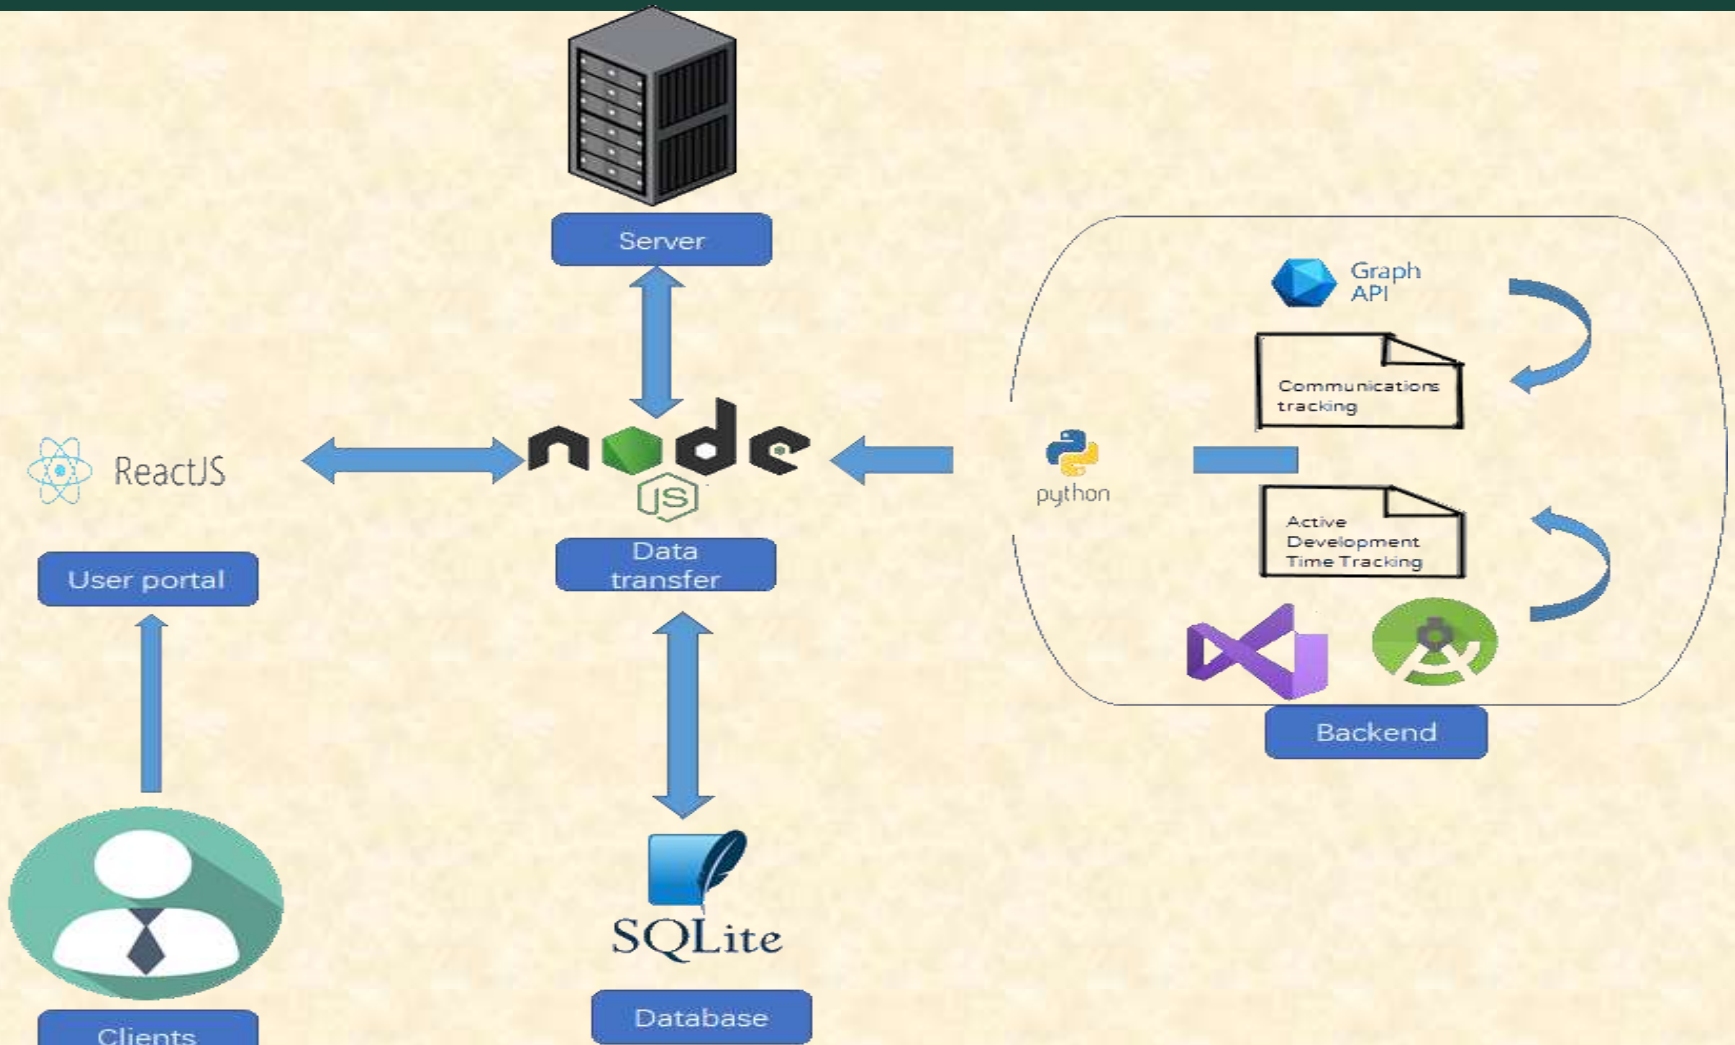 Server
Graph
API
Communications
tracking
ReactJS
node
JS
python
Active
Development
Time Tracking
Data
transfer
User portal
Backend
SQLite
Database
Clients